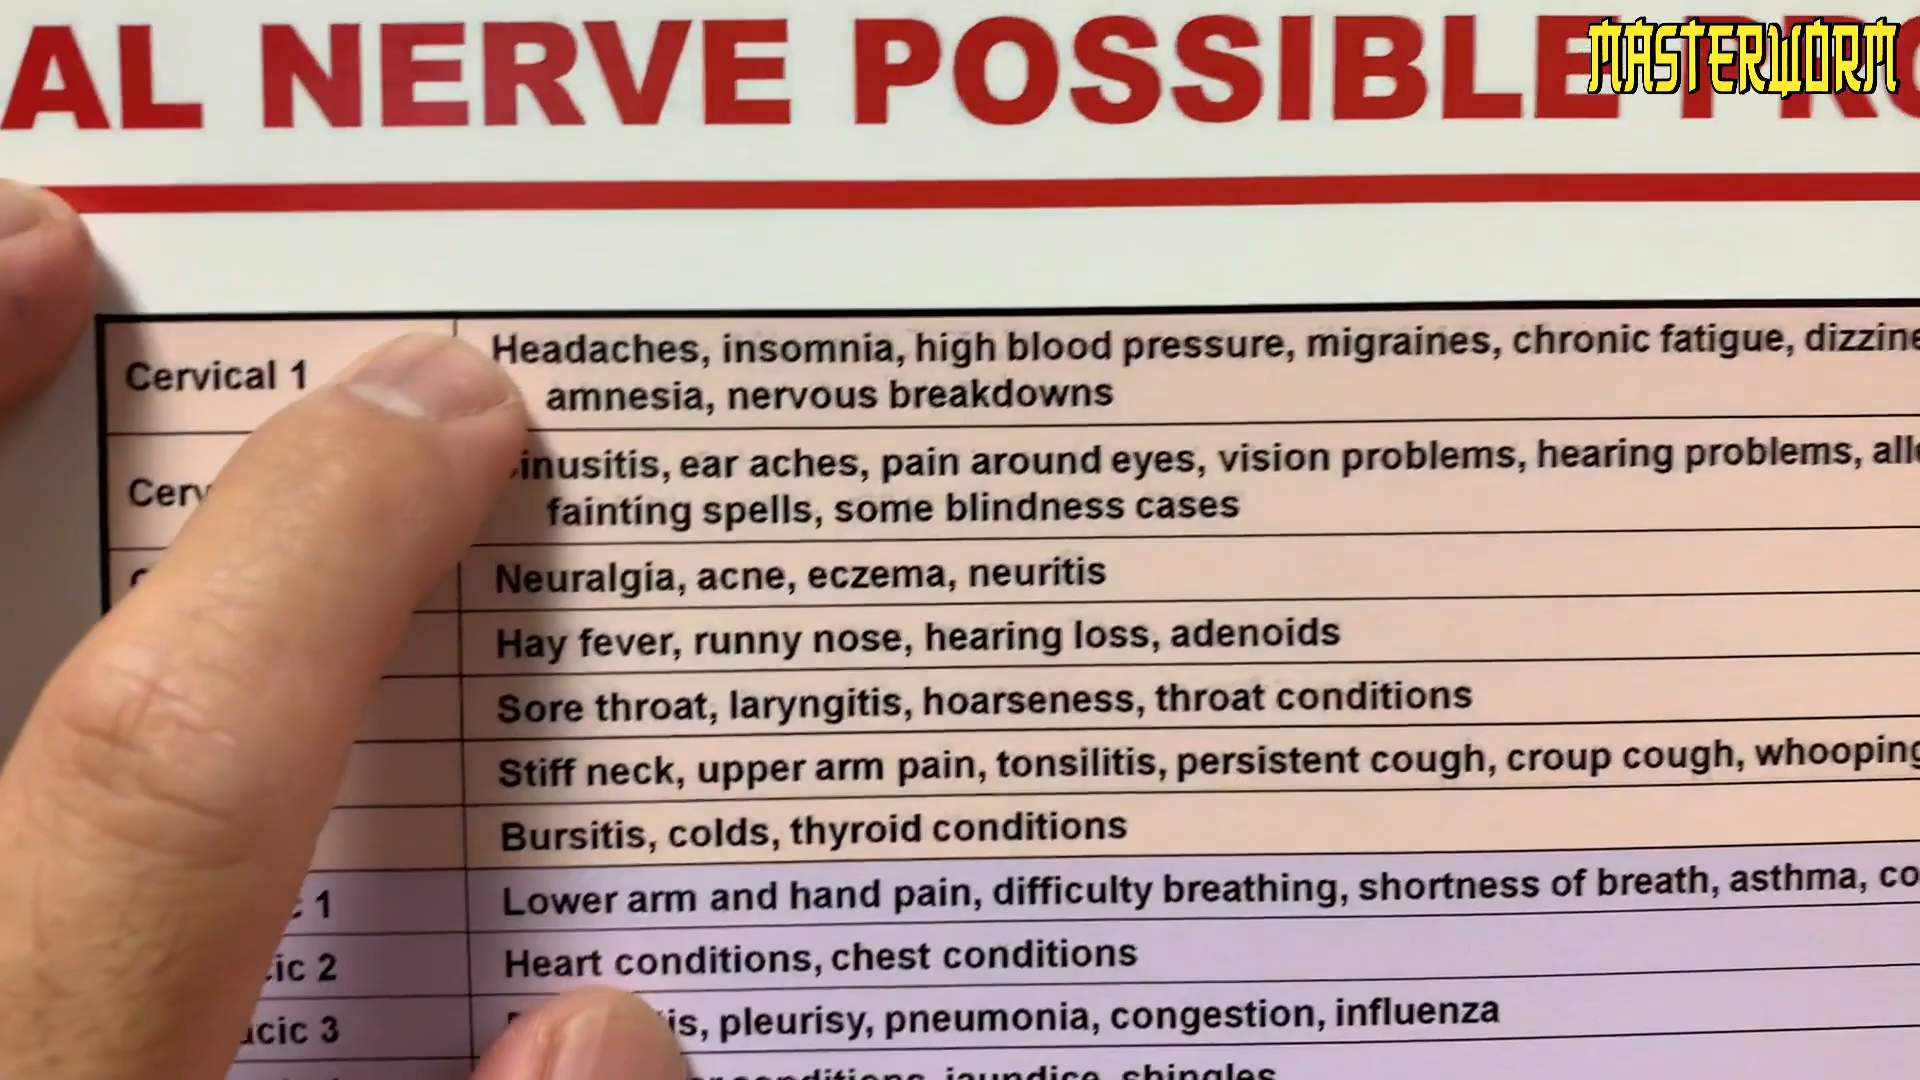 AL NERVE POSSIBLE
MASTERWORM
Cervical 1
Headaches, insomnia, high blood pressure, migraines, chronic fatigue,
amnesia, nervous breakdowns
ear aches, pain around eyes, vision problems, hearing problems,
fainting spells, some blindness cases
Neuralgia, acne, eczema, neuritis
Hay fever, runny nose, hearing loss, adenoids
Sore throat, laryngitis, hoarseness, throat conditions
Stiff neck, upper arm pain, tonsilitis, persistent cough, croup cough, whooping
Bursitis, colds, thyroid conditions
1 Lower arm and hand pain, difficulty breathing, shortness of breath, asthma,
2 Heart conditions, chest conditions
3 pleurisy, pneumonia, congestion, influenza
jaundice, shingles